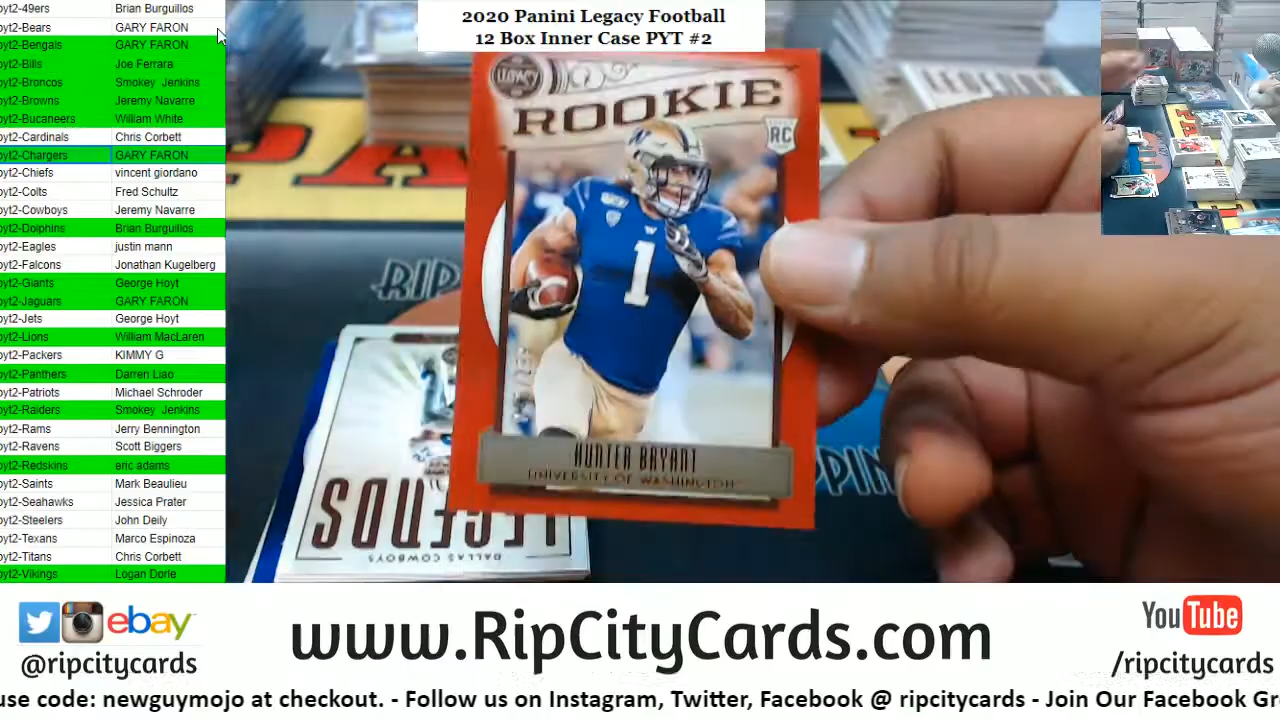 2020 Panini Legacy Football
12 Box Inner Case PYT #2
pyt2-49ers Brian Burguillos
pyt2-Bears GARY FARON
pyt2-Bengals GARY FARON
pyt2-Bills Joe Ferrara
pyt2-Broncos Smokey Jenkins
pyt2-Browns Jeremy Navarre
pyt2-Bucaneers William White
pyt2-Cardinals Chris Corbett
pyt2-Chargers GARY FARON
pyt2-Chiefs vincent giordano
pyt2-Colts Fred Schultz
pyt2-Cowboys Jeremy Navarre
pyt2-Dolphins Brian Burguillos
pyt2-Eagles justin mann
pyt2-Falcons Jonathan Kugelberg
pyt2-Giants George Hoyt
pyt2-Jaguars GARY FARON
pyt2-Jets George Hoyt
pyt2-Lions William MacLaren
pyt2-Packers KIMMY G
pyt2-Panthers Darren Liao
pyt2-Patriots Michael Schroder
pyt2-Raiders Smokey Jenkins
pyt2-Rams Jerry Bennington
pyt2-Ravens Scott Biggers
pyt2-Redskins eric adams
pyt2-Saints Mark Beaulieu
pyt2-Seahawks Jessica Prater
pyt2-Steelers John Deily
pyt2-Texans Marco Espinoza
pyt2-Titans Chris Corbett
pyt2-Vikings Logan Dorie
LEGACY
ROOKIE
RC
1
HUNTER BRYANT
UNIVERSITY OF WASHINGTON
LEGENDS
RIP
PPIN
LEGENDS
DALLAS COWBOYS
ebay
@ripcitycards
www.RipCityCards.com
YouTube
/ripcitycards
use code: newguymojo at checkout. - Follow us on Instagram, Twitter, Facebook @ ripcitycards - Join Our Facebook Gr